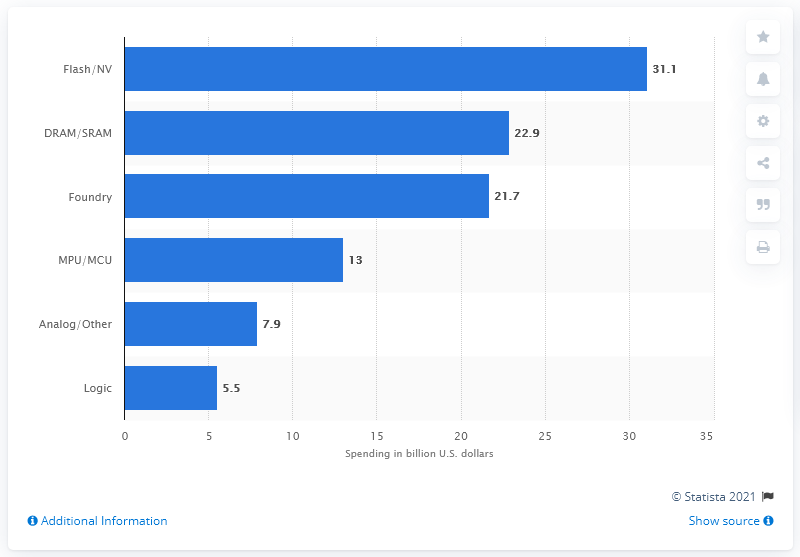 Flash/NV 31.1
DRAM/SRAM 22.9
Foundry 21.7
MPU/MCU 13
Analog/Other 7.9
Logic 5.5
0 5 10 15 20 25 30 35
Spending in billion U.S. dollars
© Statista 2021
Additional Information Show source